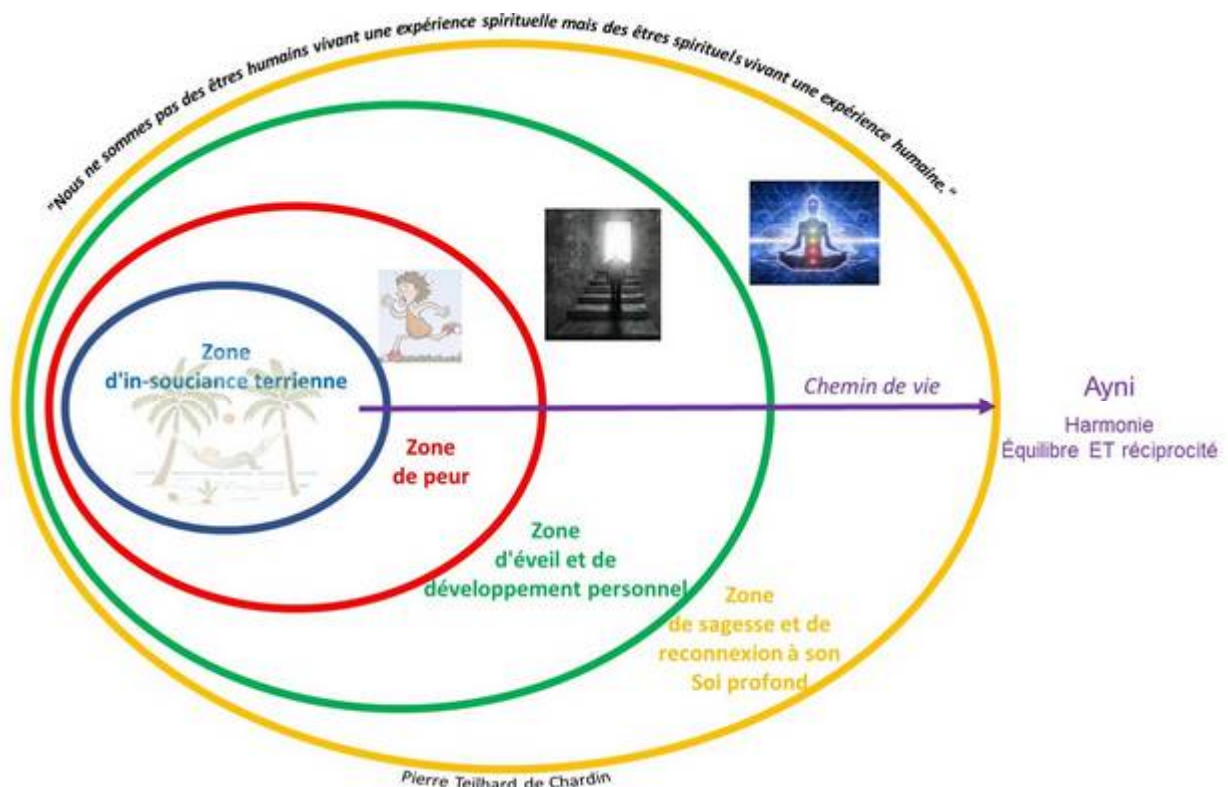 "Nous ne sommes pas des êtres humains vivant une expérience spirituelle mais des êtres spirituels vivant une expérience humaine."
Zone
d'in-souciance terrienne
Chemin de vie
Ayni
Harmonie
Équilibre ET réciprocité
Zone
de peur
Zone
d'éveil et de
développement personnel
Zone
de sagesse et de
reconnexion à son
Soi profond
Pierre Teilhard de Chardin